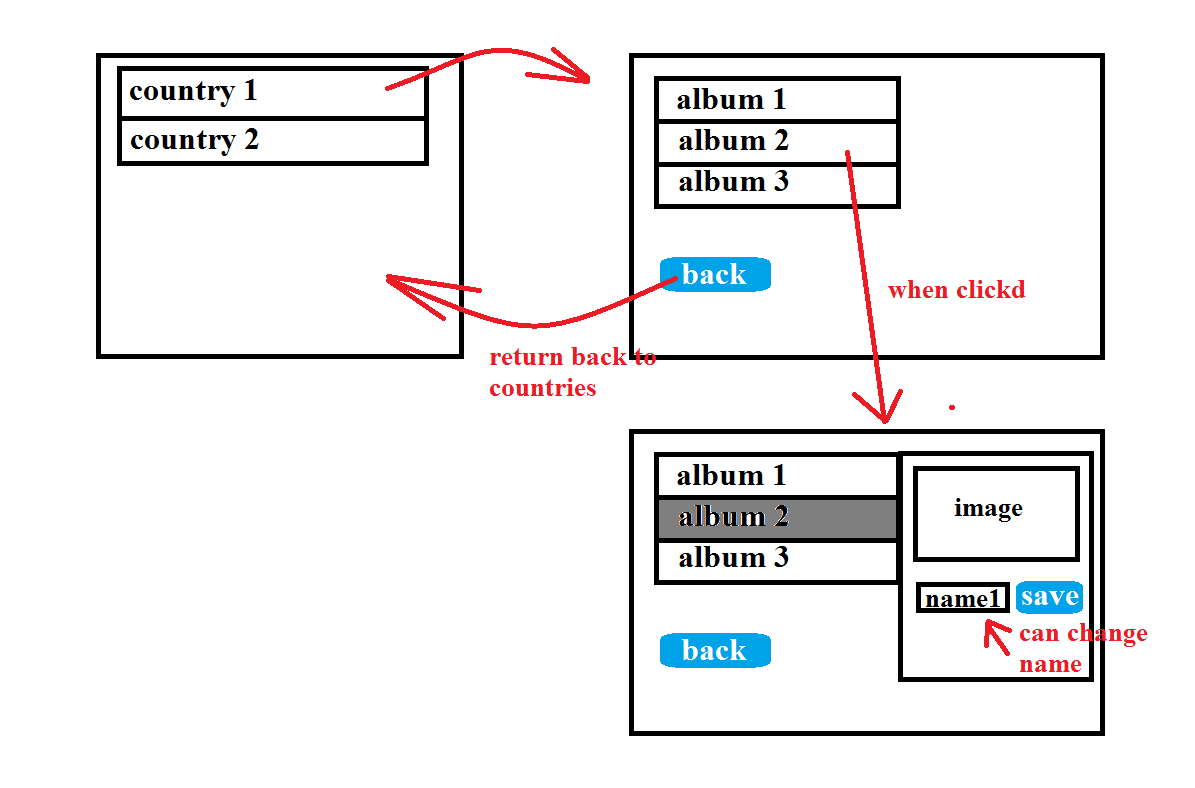 country 1
country 2
album 1
album 2
album 3
back
when clickd
return back to
countries
album 1
album 2
album 3
back
image
name1
save
can change
name